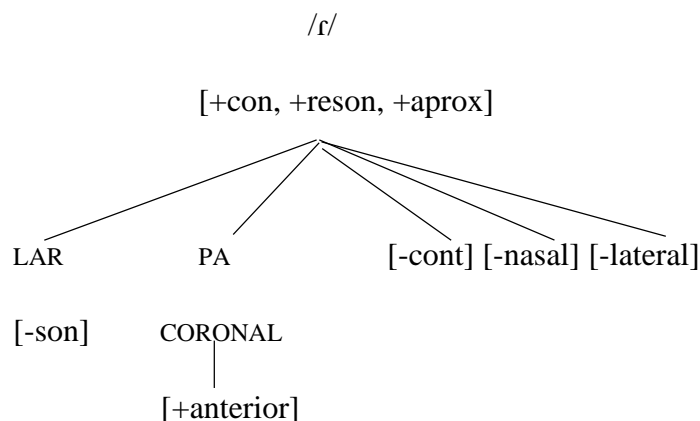 /ɾ/
[+con, +reson, +aprox]
LAR PA [-cont] [-nasal] [-lateral]
[-son] CORONAL
[+anterior]